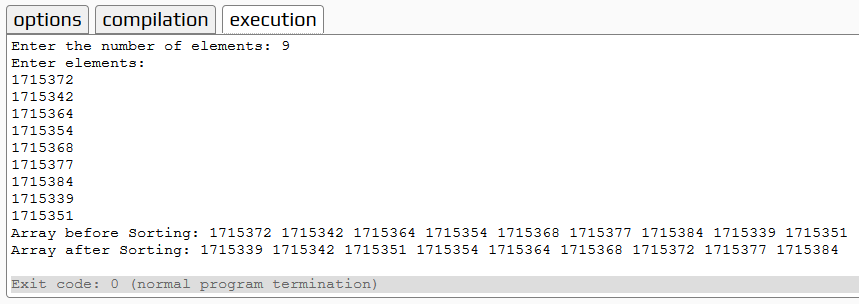 options compilation execution
Enter the number of elements: 9
Enter elements:
1715372
1715342
1715364
1715354
1715368
1715377
1715384
1715339
1715351
Array before Sorting: 1715372 1715342 1715364 1715354 1715368 1715377 1715384 1715339 1715351
Array after Sorting: 1715339 1715342 1715351 1715354 1715364 1715368 1715372 1715377 1715384
Exit code: 0 (normal program termination)